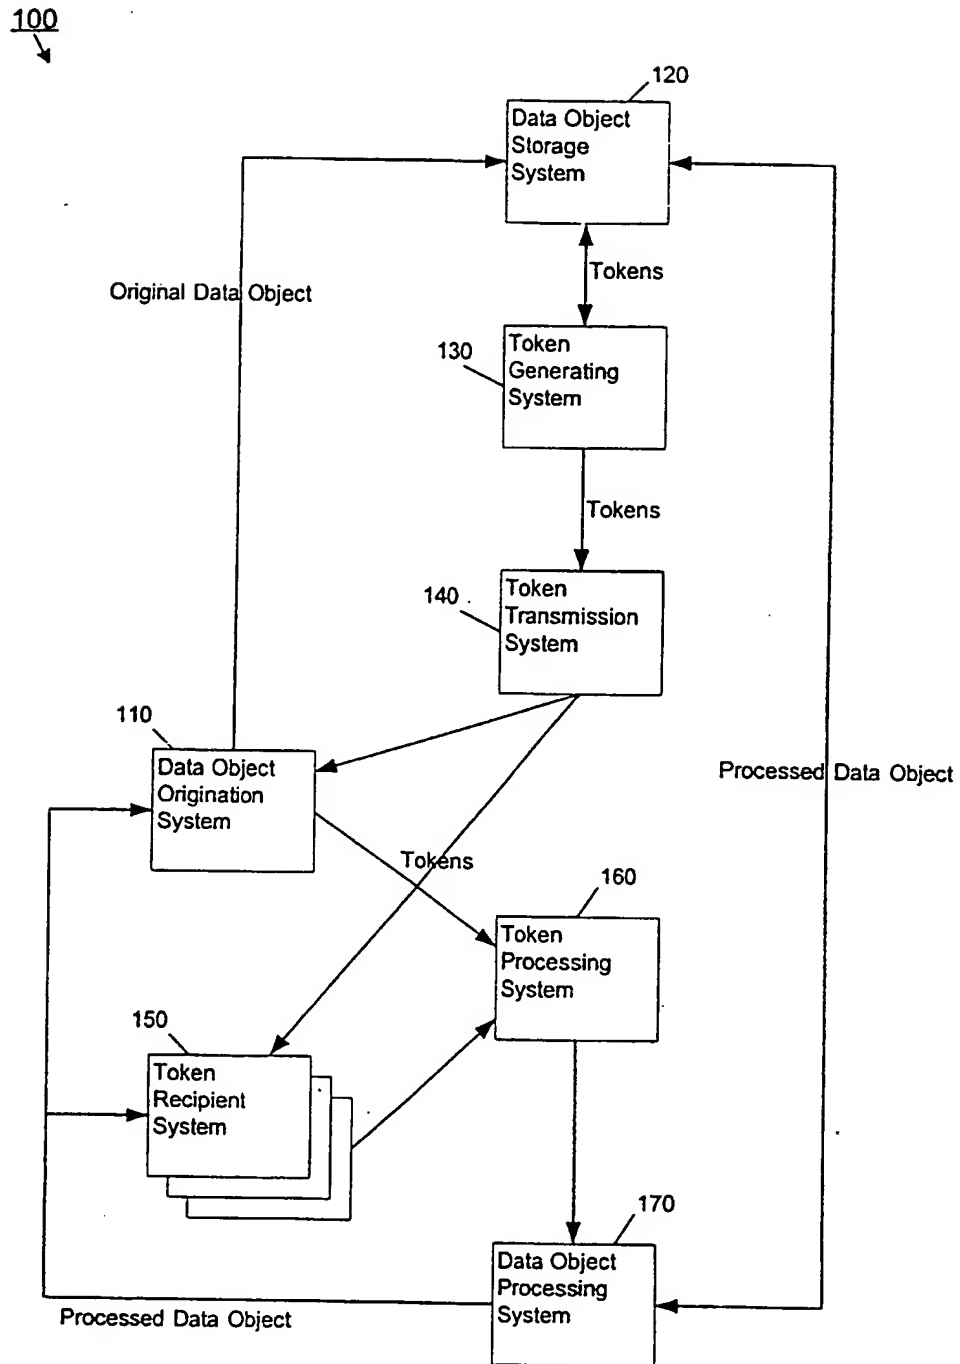 100
120
Data Object
Storage
System
Original Data Object
Tokens
130
Token
Generating
System
Tokens
140
Token
Transmission
System
110
Data Object
Origination
System
Processed Data Object
Tokens
160
Token
Processing
System
150
Token
Recipient
System
170
Data Object
Processing
System
Processed Data Object